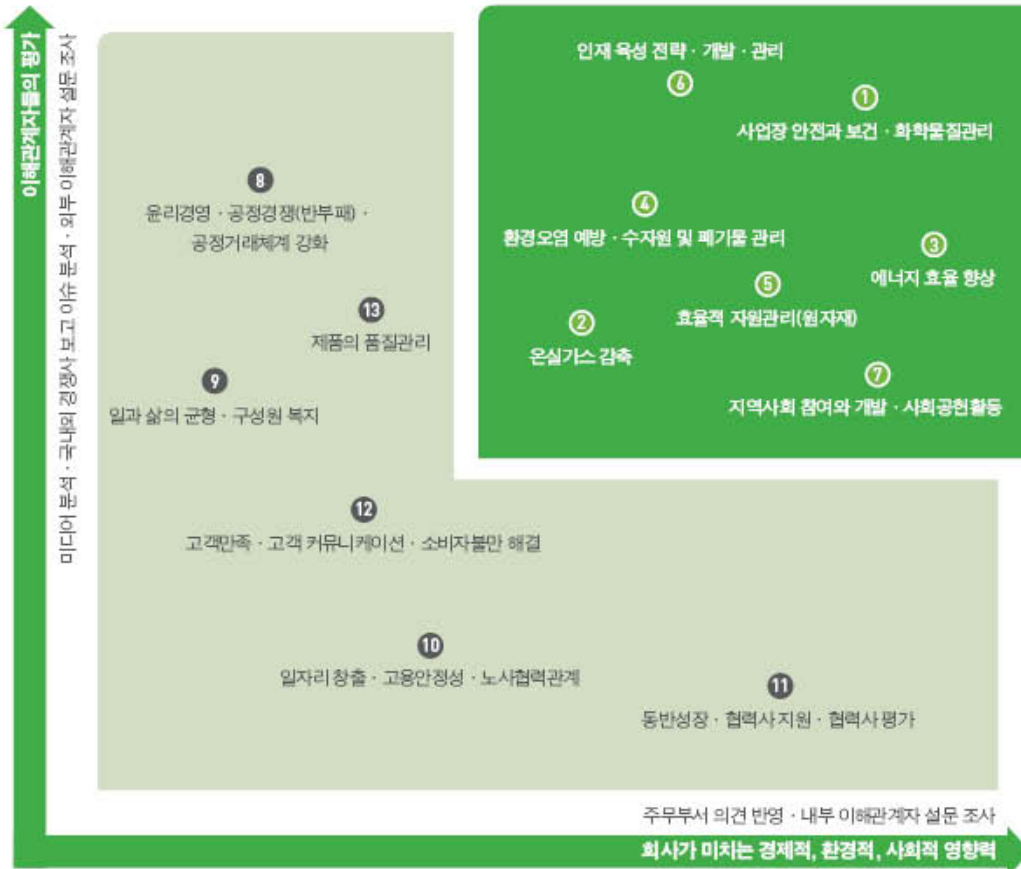 이해관계자들의 평가
미디어 분석 · 국내외 경쟁사 보고 이슈 분석 · 외부 이해관계자 설문 조사
인재 육성 전략 · 개발 · 관리
6
1
사업장 안전과 보건 · 화학물질관리
8
윤리경영 · 공정경쟁(반부패) ·
공정거래체계 강화
4
환경오염 예방 · 수자원 및 폐기물 관리
3
에너지 효율 향상
5
효율적 자원관리(원자재)
13
제품의 품질관리
2
온실가스 감축
9
일과 삶의 균형 · 구성원 복지
7
지역사회 참여와 개발 · 사회공헌활동
12
고객만족 · 고객 커뮤니케이션 · 소비자불만 해결
10
일자리 창출 · 고용안정성 · 노사협력관계
11
동반성장 · 협력사 지원 · 협력사 평가
주무부서 의견 반영 · 내부 이해관계자 설문 조사
회사가 미치는 경제적, 환경적, 사회적 영향력